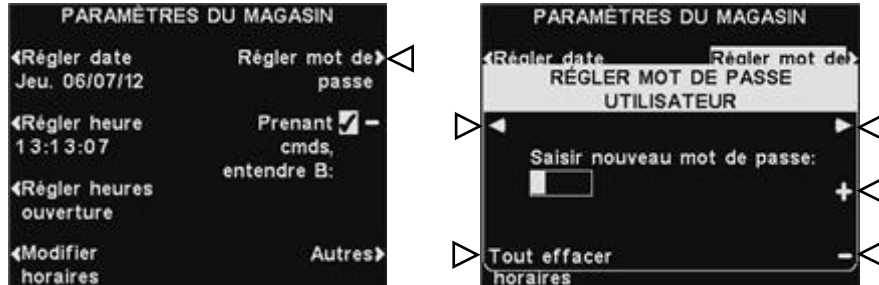 PARAMÈTRES DU MAGASIN
Régler date
Jeu. 06/07/12
Régler mot de
passe
Régler heure
13:13:07
Prenant
cmds,
entendre B:
Régler heures
ouverture
Modifier
horaires
Autres
PARAMÈTRES DU MAGASIN
Régler date
Régler mot de
RÉGLER MOT DE PASSE
UTILISATEUR
Saisir nouveau mot de passe:
+
Tout effacer
-
horaires